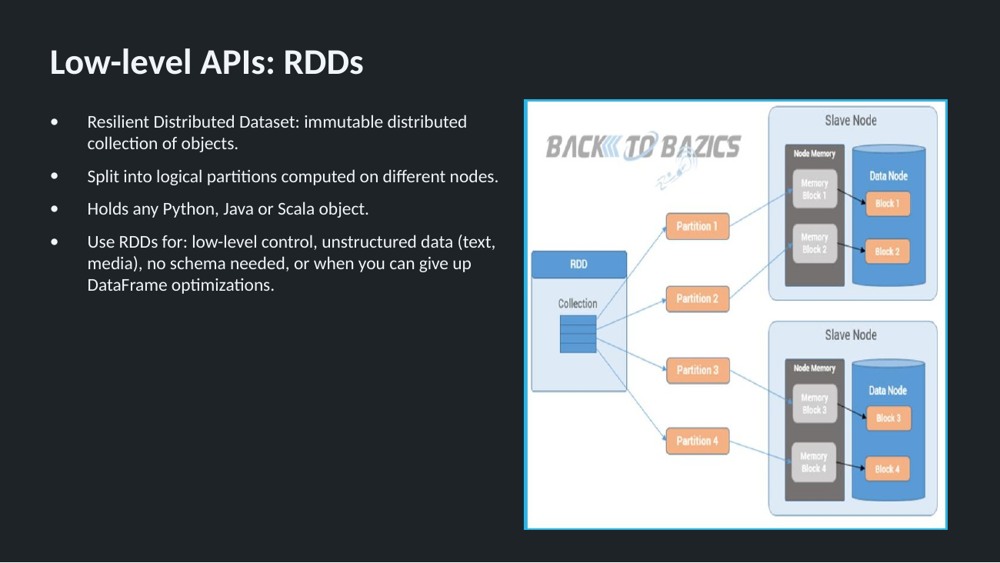 Low-level APIs: RDDs
• Resilient Distributed Dataset: immutable distributed
collection of objects.
• Split into logical partitions computed on different nodes.
• Holds any Python, Java or Scala object.
• Use RDDs for: low-level control, unstructured data (text,
media), no schema needed, or when you can give up
DataFrame optimizations.
BACK TO BAZICS
RDD
Collection
Partition 1
Partition 2
Partition 3
Partition 4
Slave Node
Node Memory
Memory
Block 1
Memory
Block 2
Data Node
Block 1
Block 2
Slave Node
Node Memory
Memory
Block 3
Memory
Block 4
Data Node
Block 3
Block 4